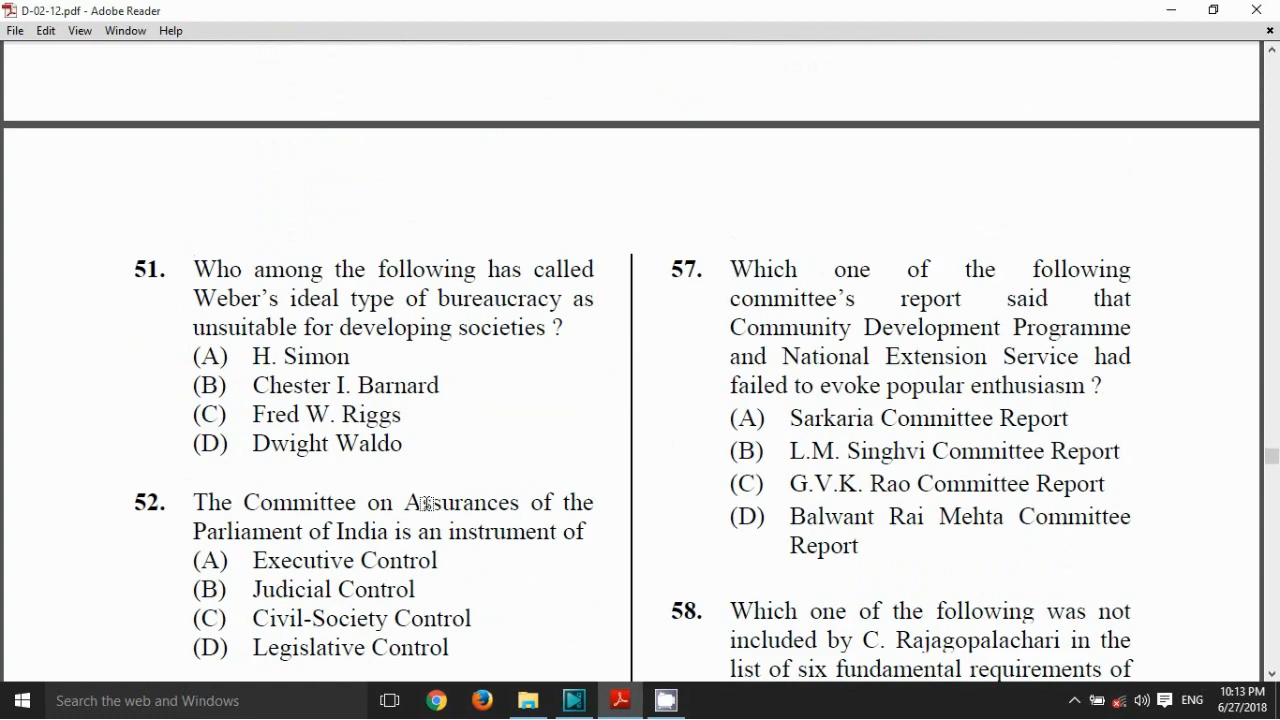 D-02-12.pdf - Adobe Reader
File Edit View Window Help
51. Who among the following has called
Weber's ideal type of bureaucracy as
unsuitable for developing societies ?
(A) H. Simon
(B) Chester I. Barnard
(C) Fred W. Riggs
(D) Dwight Waldo
52. The Committee on Assurances of the
Parliament of India is an instrument of
(A) Executive Control
(B) Judicial Control
(C) Civil-Society Control
(D) Legislative Control
57. Which one of the following
committee's report said that
Community Development Programme
and National Extension Service had
failed to evoke popular enthusiasm ?
(A) Sarkaria Committee Report
(B) L.M. Singhvi Committee Report
(C) G.V.K. Rao Committee Report
(D) Balwant Rai Mehta Committee
Report
58. Which one of the following was not
included by C. Rajagopalachari in the
list of six fundamental requirements of
Search the web and Windows
ENG
10:13 PM
6/27/2018